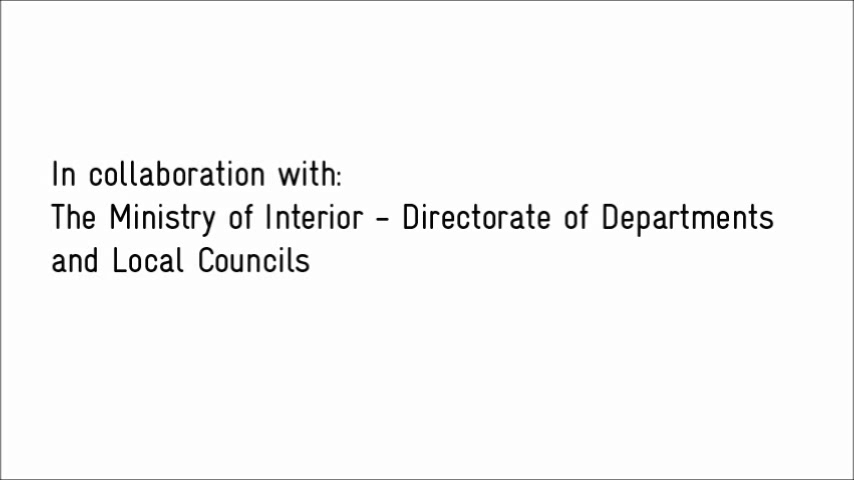 In collaboration with:
The Ministry of Interior - Directorate of Departments
and Local Councils